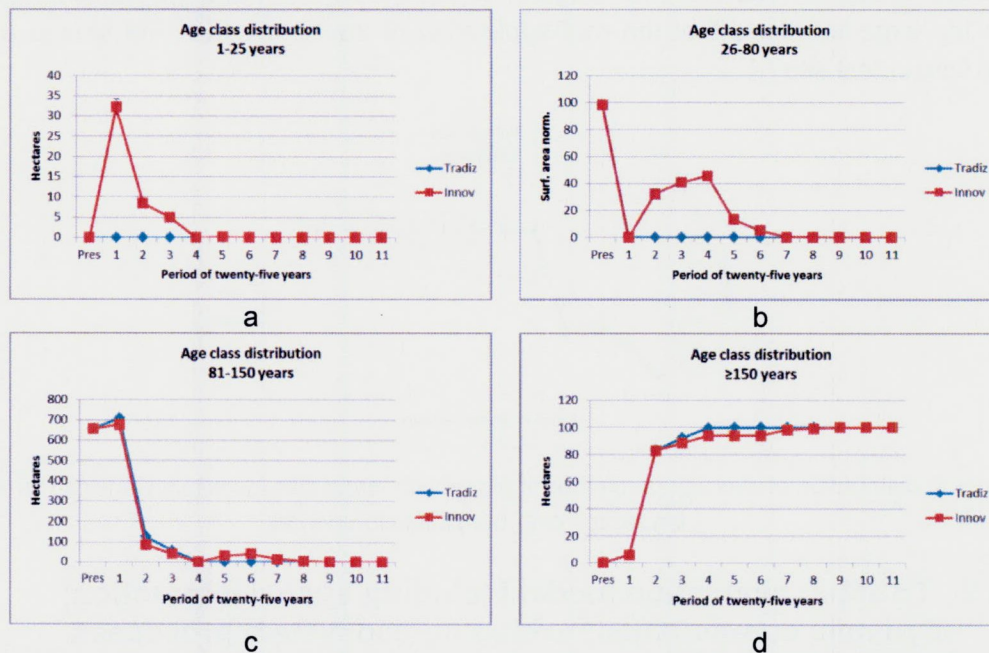 Age class distribution
1-25 years
40
35
30
25
20
15
10
5
0
Hectares
Pres 1 2 3 4 5 6 7 8 9 10 11
Period of twenty-five years
Tradiz
Innov
a
Age class distribution
26-80 years
120
100
80
60
40
20
0
Surf. area norm.
Pres 1 2 3 4 5 6 7 8 9 10 11
Period of twenty-five years
Tradiz
Innov
b
Age class distribution
81-150 years
800
700
600
500
400
300
200
100
0
Hectares
Pres 1 2 3 4 5 6 7 8 9 10 11
Period of twenty-five years
Tradiz
Innov
c
Age class distribution
≥150 years
120
100
80
60
40
20
0
Hectares
Pres 1 2 3 4 5 6 7 8 9 10 11
Period of twenty-five years
Tradiz
Innov
d